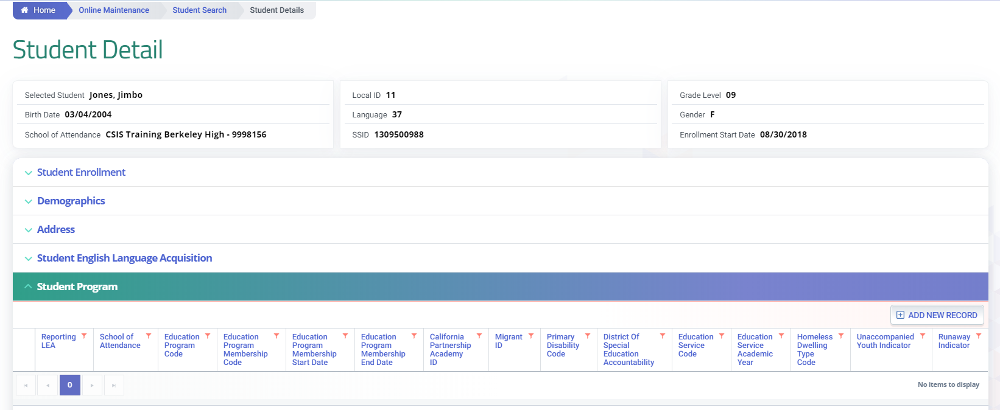 Home Online Maintenance Student Search Student Details
Student Detail
Selected Student Jones, Jimbo
Birth Date 03/04/2004
School of Attendance CSIS Training Berkeley High - 9998156
Local ID 11
Language 37
SSID 1309500988
Grade Level 09
Gender F
Enrollment Start Date 08/30/2018
Student Enrollment
Demographics
Address
Student English Language Acquisition
Student Program
ADD NEW RECORD
Reporting
LEA
School of
Attendance
Education
Program
Code
Education
Program
Membership
Code
Education
Program
Membership
Start Date
Education
Program
Membership
End Date
California
Partnership
Academy
ID
Migrant
ID
Primary
Disability
Code
District Of
Special
Education
Accountability
Education
Service
Code
Education
Service
Academic
Year
Homeless
Dwelling
Type
Code
Unaccompanied
Youth Indicator
Runaway
Indicator
0
No items to display